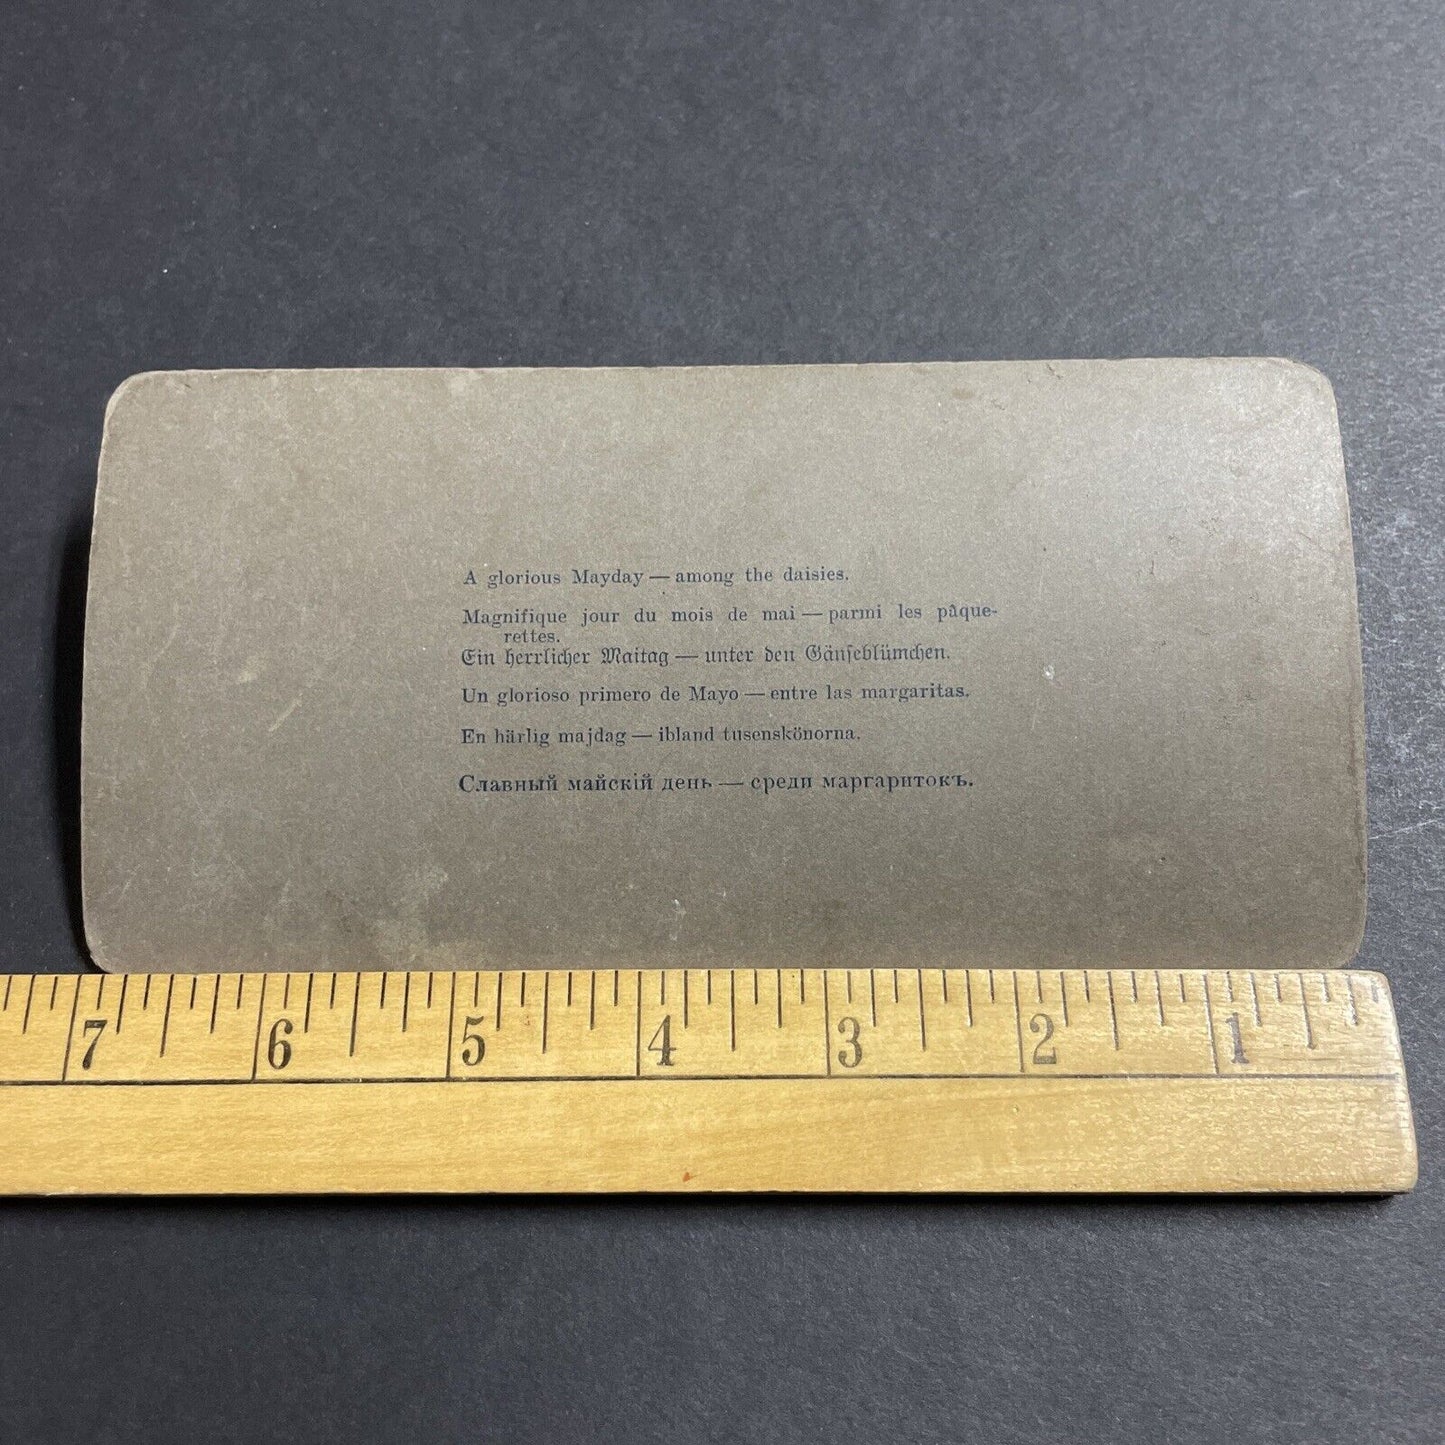 A glorious Mayday — among the daisies.
Magnifique jour du mois de mai — parmi les pâque-
rettes.
Ein herrlicher Maitag — unter den Gänseblümchen.
Un glorioso primero de Mayo — entre las margaritas.
En härlig majdag — ibland tusenskönorna.
Славный майскій день — среди маргаритокъ.
7 6 5 4 3 2 1